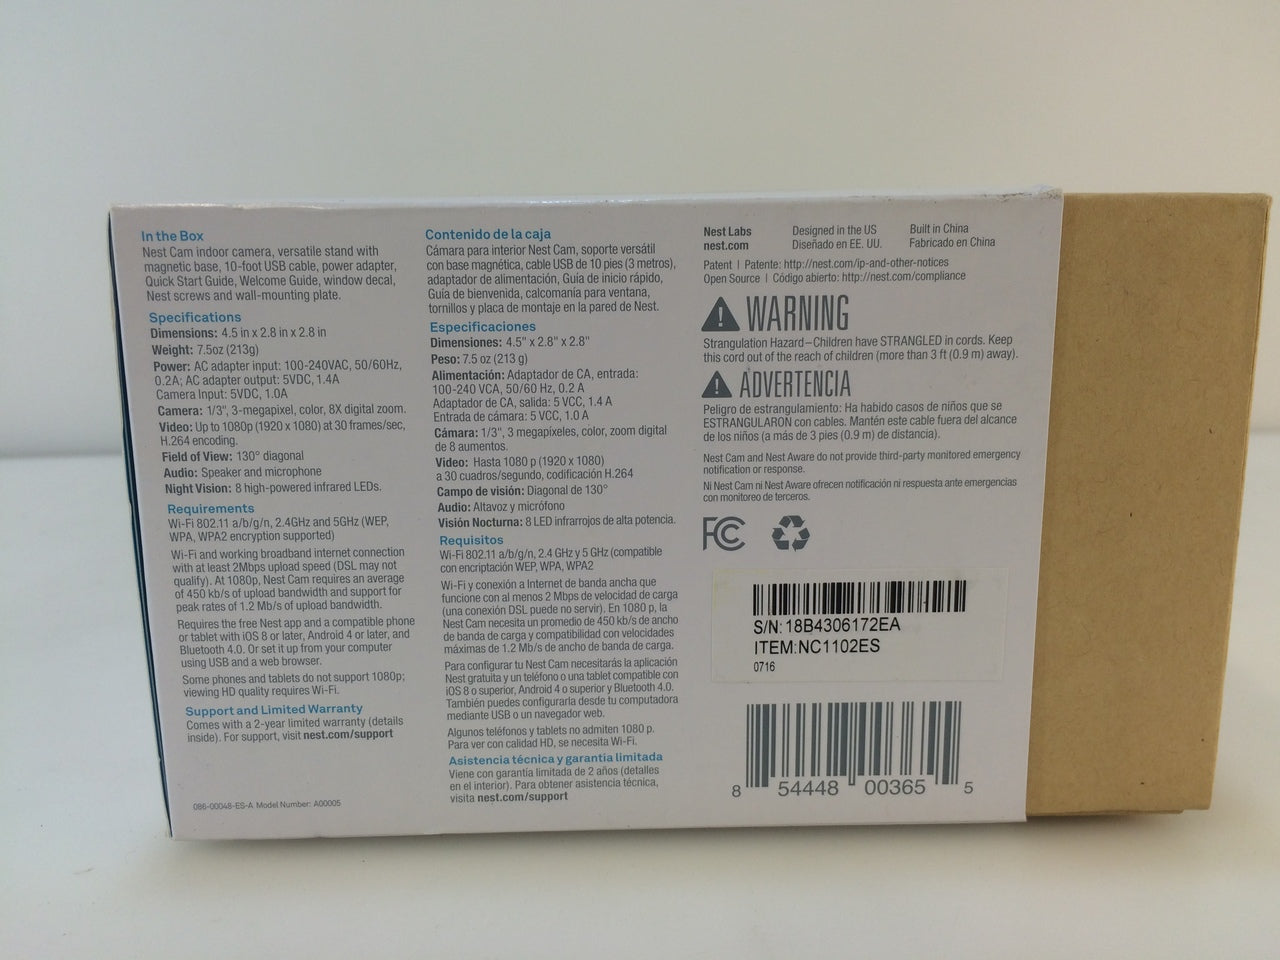 In the Box
Nest Cam indoor camera, versatile stand with
magnetic base, 10-foot USB cable, power adapter,
Quick Start Guide, Welcome Guide, window decal,
Nest screws and wall-mounting plate.
Specifications
Dimensions: 4.5 in x 2.8 in x 2.8 in
Weight: 7.5oz (213g)
Power: AC adapter input: 100-240VAC, 50/60Hz,
0.2A; AC adapter output: 5VDC, 1.4A
Camera Input: 5VDC, 1.0A
Camera: 1/3", 3-megapixel, color, 8X digital zoom.
Video: Up to 1080p (1920 x 1080) at 30 frames/sec,
H.264 encoding.
Field of View: 130° diagonal
Audio: Speaker and microphone
Night Vision: 8 high-powered infrared LEDs.
Requirements
Wi-Fi 802.11 a/b/g/n, 2.4GHz and 5GHz (WEP,
WPA, WPA2 encryption supported)
Wi-Fi and working broadband internet connection
with at least 2Mbps upload speed (DSL may not
qualify). At 1080p, Nest Cam requires an average
of 450 kb/s of upload bandwidth and support for
peak rates of 1.2 Mb/s of upload bandwidth.
Requires the free Nest app and a compatible phone
or tablet with iOS 8 or later, Android 4 or later, and
Bluetooth 4.0. Or set it up from your computer
using USB and a web browser.
Some phones and tablets do not support 1080p;
viewing HD quality requires Wi-Fi.
Support and Limited Warranty
Comes with a 2-year limited warranty (details
inside). For support, visit nest.com/support
086-00048-ES-A Model Number: A00005
Contenido de la caja
Cámara para interior Nest Cam, soporte versátil
con base magnética, cable USB de 10 pies (3 metros),
adaptador de alimentación, Guía de inicio rápido,
Guía de bienvenida, calcomanía para ventana,
tornillos y placa de montaje en la pared de Nest.
Especificaciones
Dimensiones: 4.5" x 2.8" x 2.8"
Peso: 7.5 oz (213 g)
Alimentación: Adaptador de CA, entrada:
100-240 VCA, 50/60 Hz, 0.2 A
Adaptador de CA, salida: 5 VCC, 1.4 A
Entrada de cámara: 5 VCC, 1.0 A
Cámara: 1/3", 3 megapíxeles, color, zoom digital
de 8 aumentos.
Video: Hasta 1080 p (1920 x 1080)
a 30 cuadros/segundo, codificación H.264
Campo de visión: Diagonal de 130°
Audio: Altavoz y micrófono
Visión Nocturna: 8 LED infrarrojos de alta potencia.
Requisitos
Wi-Fi 802.11 a/b/g/n, 2.4 GHz y 5 GHz (compatible
con encriptación WEP, WPA, WPA2
Wi-Fi y conexión a Internet de banda ancha que
funcione con al menos 2 Mbps de velocidad de carga
(una conexión DSL puede no servir). En 1080 p, la
Nest Cam necesita un promedio de 450 kb/s de ancho
de banda de carga y compatibilidad con velocidades
máximas de 1.2 Mb/s de ancho de banda de carga.
Para configurar tu Nest Cam necesitarás la aplicación
Nest gratuita y un teléfono o una tablet compatible con
iOS 8 o superior, Android 4 o superior y Bluetooth 4.0.
También puedes configurarla desde tu computadora
mediante USB o un navegador web.
Algunos teléfonos y tablets no admiten 1080 p.
Para ver con calidad HD, se necesita Wi-Fi.
Asistencia técnica y garantía limitada
Viene con garantía limitada de 2 años (detalles
en el interior). Para obtener asistencia técnica,
visita nest.com/support
Nest Labs Designed in the US Built in China
nest.com Diseñado en EE. UU. Fabricado en China
Patent | Patente: http://nest.com/ip-and-other-notices
Open Source | Código abierto: http://nest.com/compliance
WARNING
Strangulation Hazard—Children have STRANGLED in cords. Keep
this cord out of the reach of children (more than 3 ft (0.9 m) away).
ADVERTENCIA
Peligro de estrangulamiento: Ha habido casos de niños que se
ESTRANGULARON con cables. Mantén este cable fuera del alcance
de los niños (a más de 3 pies (0.9 m) de distancia).
Nest Cam and Nest Aware do not provide third-party monitored emergency
notification or response.
Ni Nest Cam ni Nest Aware ofrecen notificación ni respuesta ante emergencias
con monitoreo de terceros.
FC
S/N: 18B4306172EA
ITEM:NC1102ES
0716
8 54448 00365 5